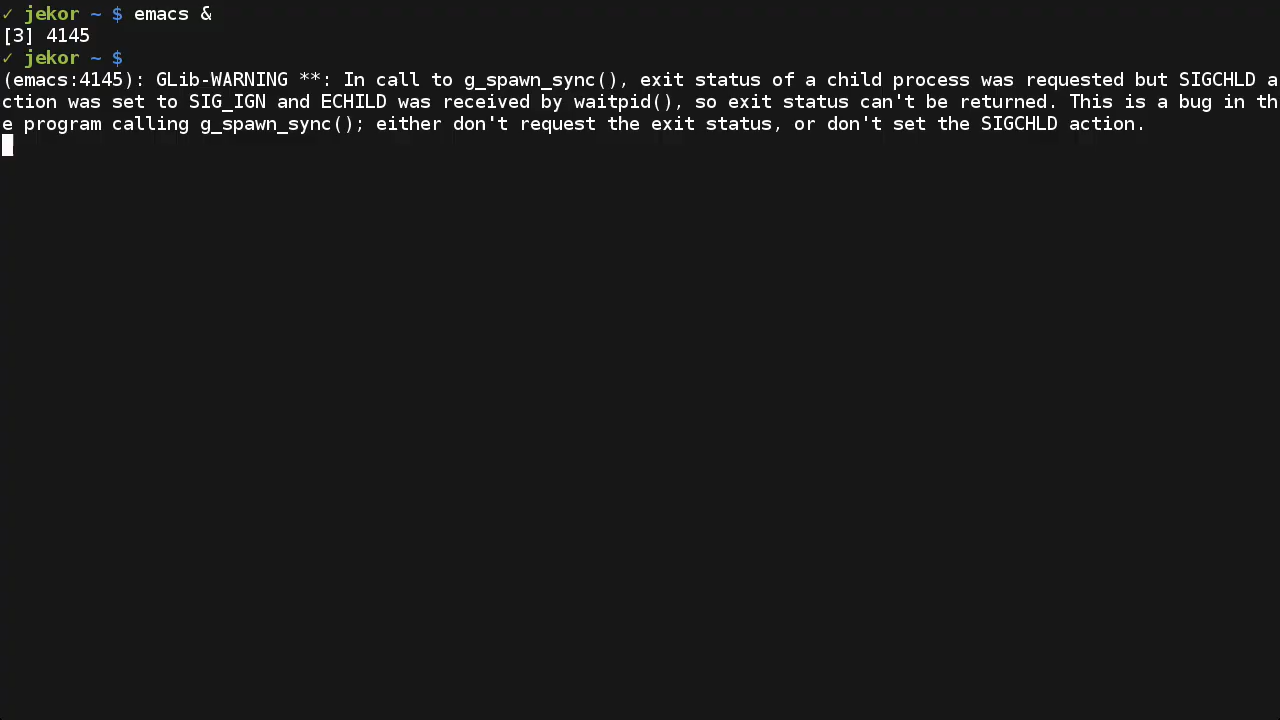 ✓ jekor ~ $ emacs &
[3] 4145
✓ jekor ~ $
(emacs:4145): GLib-WARNING **: In call to g_spawn_sync(), exit status of a child process was requested but SIGCHLD a
ction was set to SIG_IGN and ECHILD was received by waitpid(), so exit status can't be returned. This is a bug in th
e program calling g_spawn_sync(); either don't request the exit status, or don't set the SIGCHLD action.